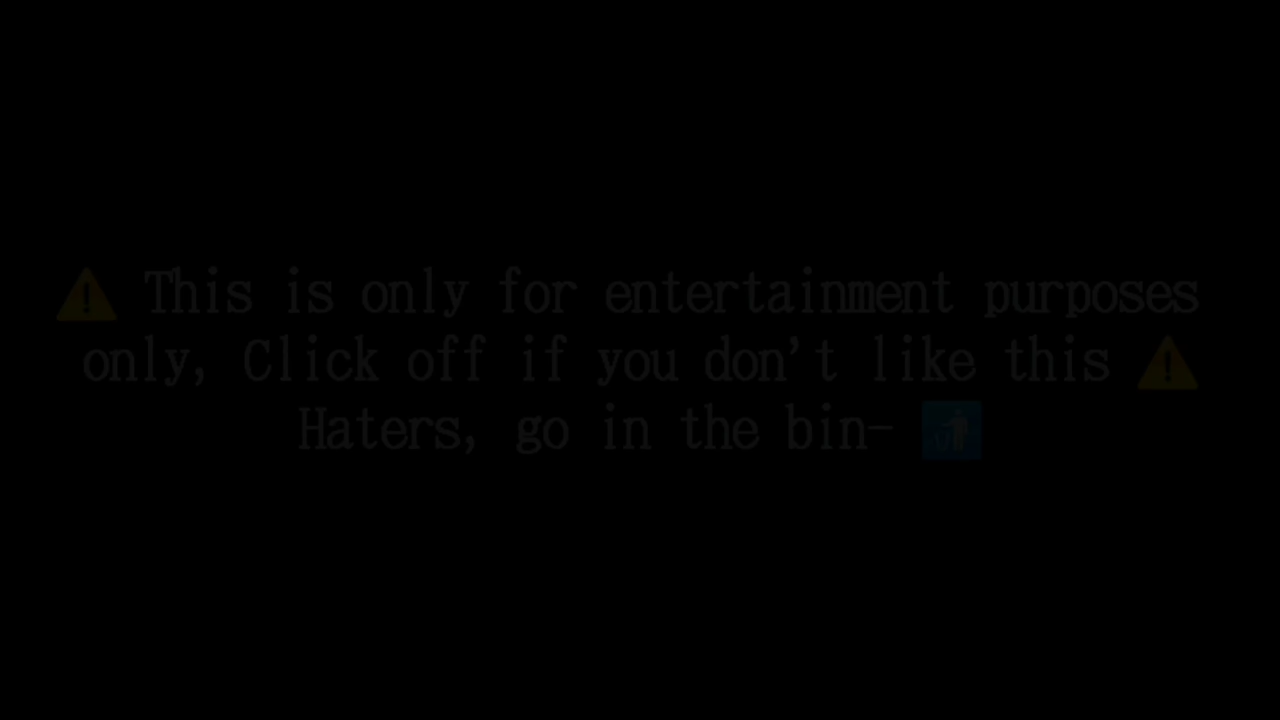 ⚠️ This is only for entertainment purposes
only, Click off if you don't like this ⚠️
Haters, go in the bin- 🚮